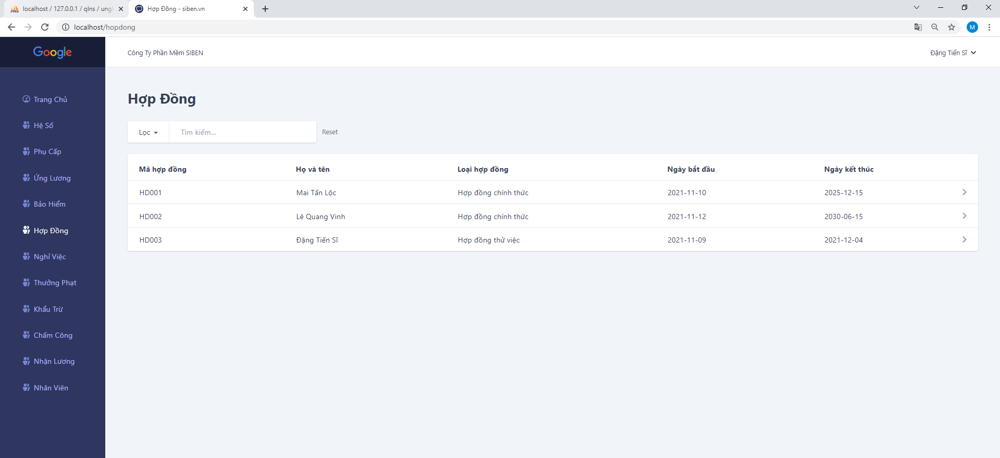 localhost / 127.0.0.1 / qlns / ungl
Hợp Đồng - siben.vn
localhost/hopdong
M
Google
Công Ty Phần Mềm SIBEN
Đặng Tiến Sĩ
Trang Chủ
Hệ Số
Phụ Cấp
Ứng Lương
Bảo Hiểm
Hợp Đồng
Nghỉ Việc
Thưởng Phạt
Khẩu Trừ
Chấm Công
Nhận Lương
Nhân Viên
Hợp Đồng
Lọc Tìm kiếm... Reset
Mã hợp đồng Họ và tên Loại hợp đồng Ngày bắt đầu Ngày kết thúc
HD001 Mai Tấn Lộc Hợp đồng chính thức 2021-11-10 2025-12-15
HD002 Lê Quang Vinh Hợp đồng chính thức 2021-11-12 2030-06-15
HD003 Đặng Tiến Sĩ Hợp đồng thử việc 2021-11-09 2021-12-04